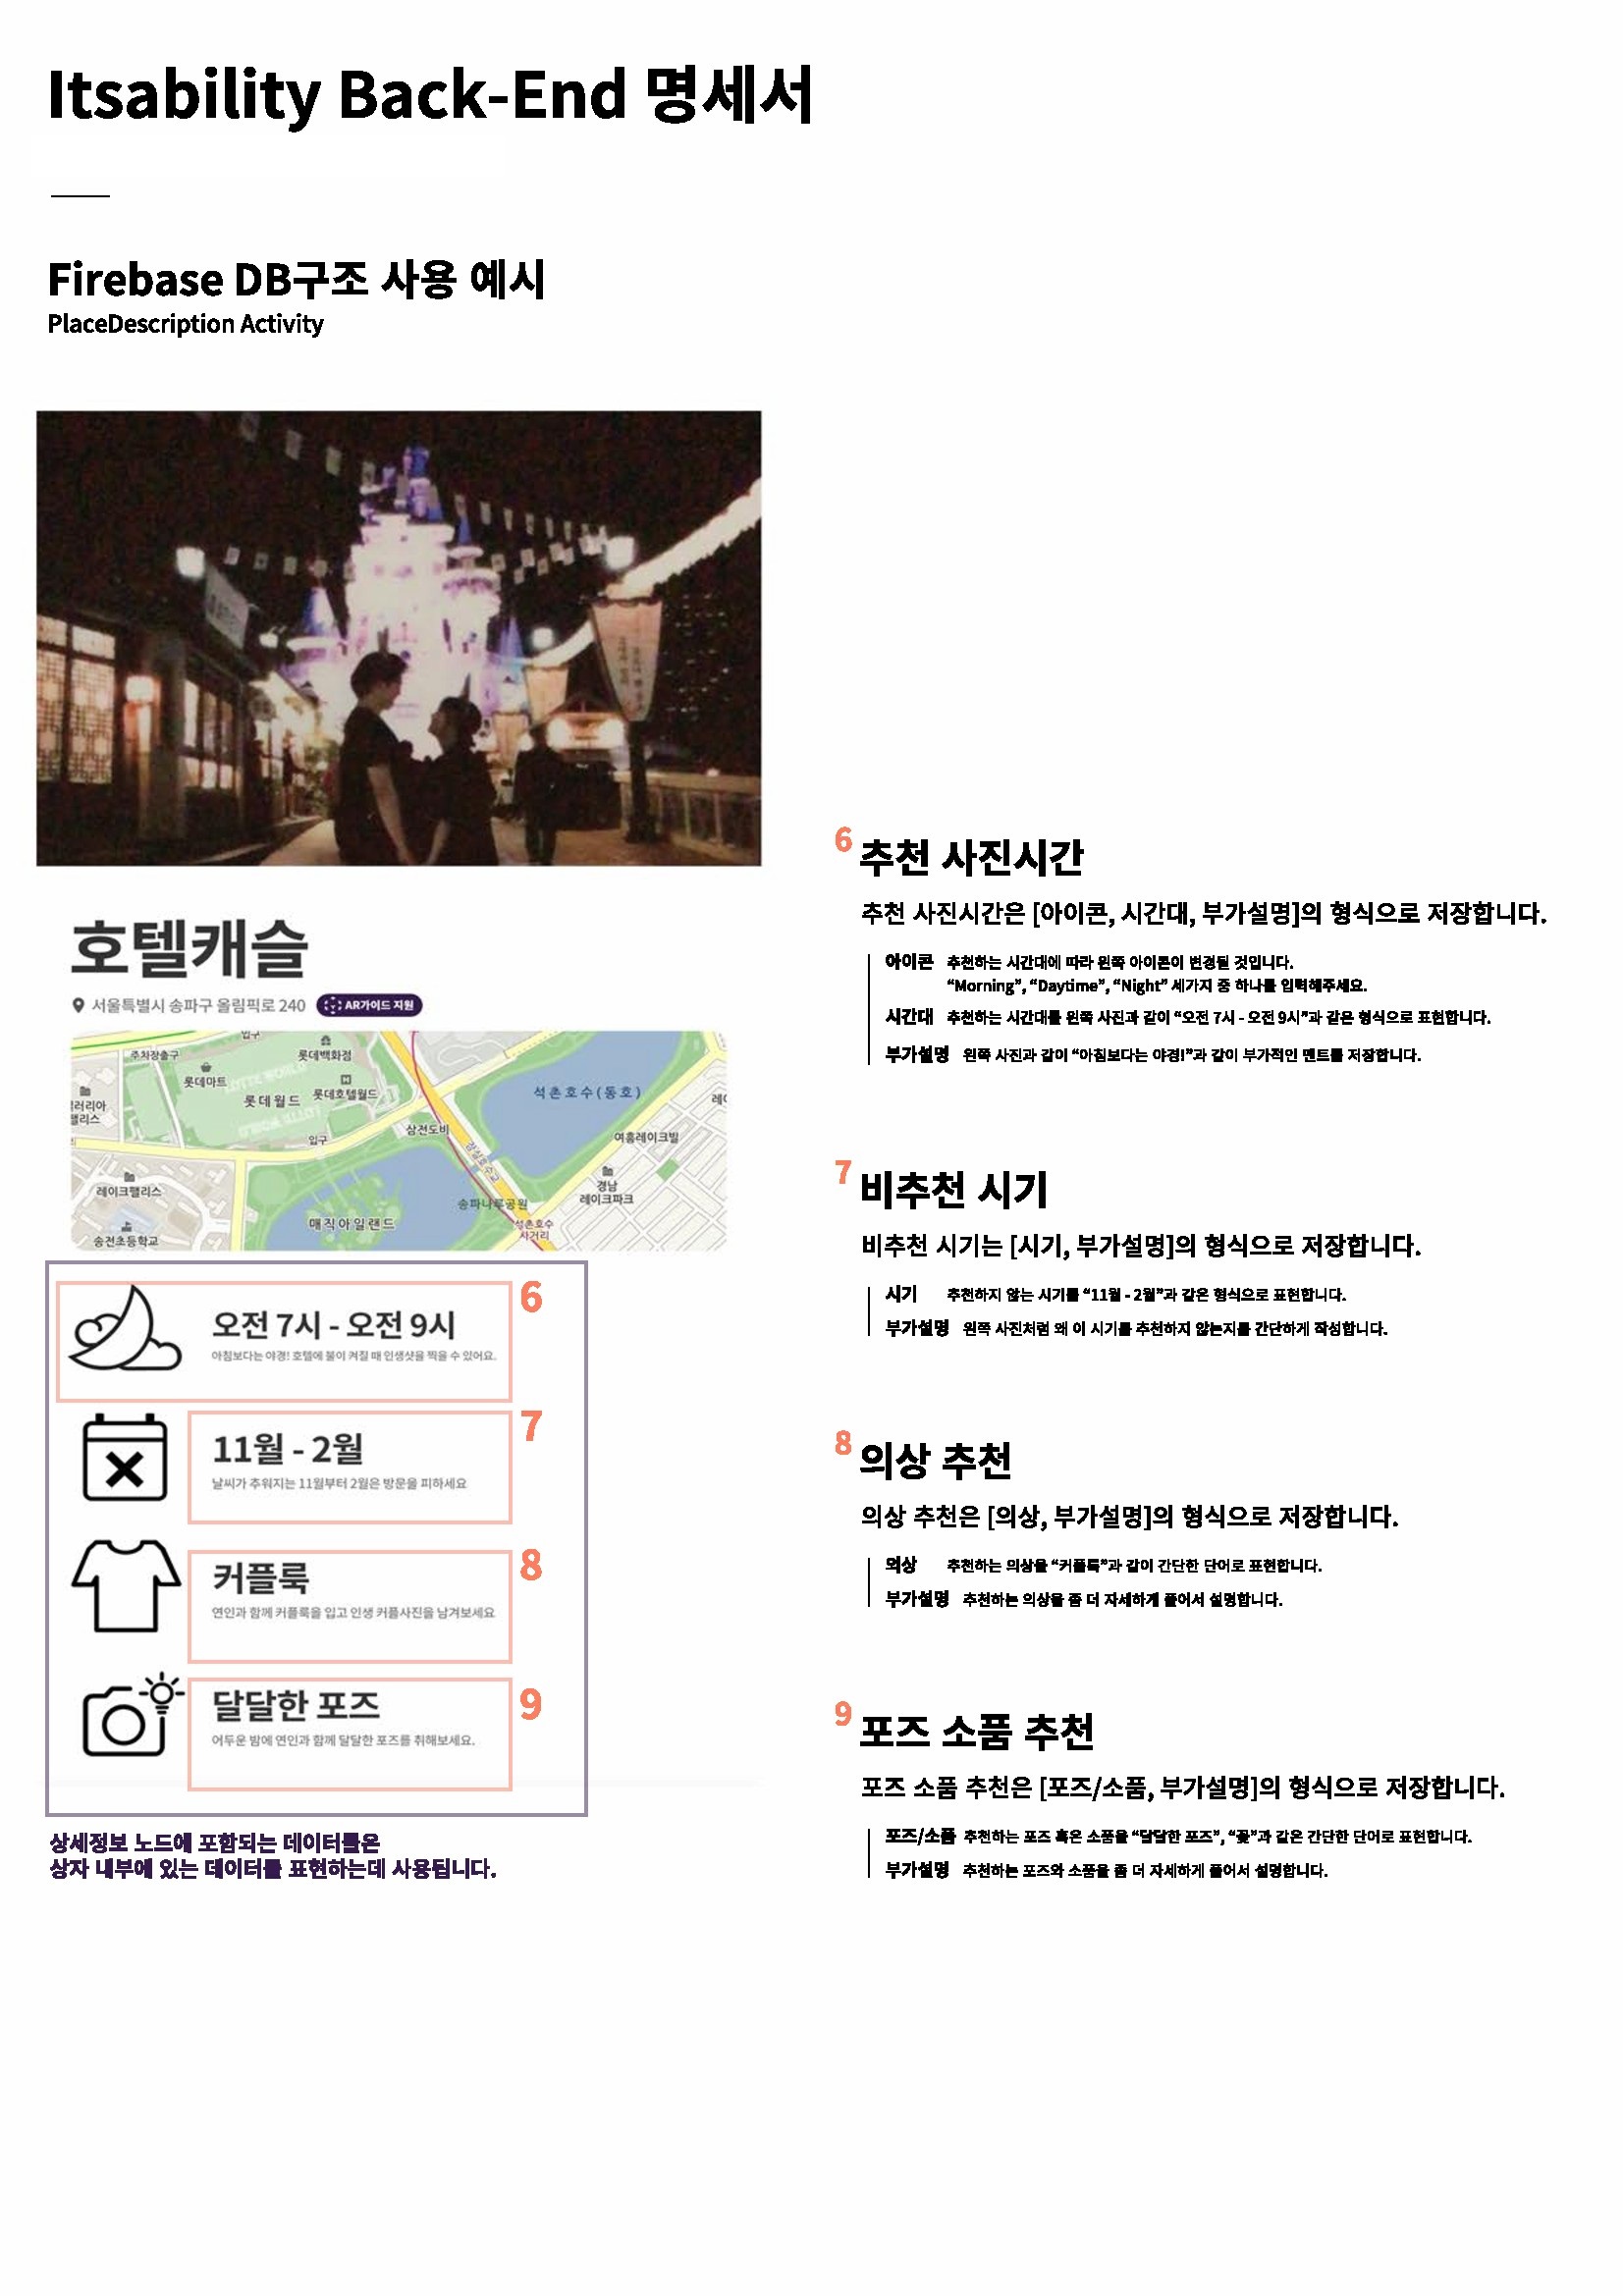 Itsability Back-End 명세서
Firebase DB구조 사용 예시
PlaceDescription Activity
호텔캐슬
서울특별시 송파구 올림픽로 240
AR가이드 지원
입구
주차장출구
롯데백화점
롯데마트
롯데월드
롯데호텔월드
석촌호수(동호)
삼전도비
입구
여흥레이크빌
잠실호수교
레이크팰리스
경남
레이크파크
송파나루공원
매직아일랜드
석촌호수
사거리
송전초등학교
6
오전 7시 - 오전 9시
아침보다는 야경! 호텔에 불이 켜질 때 인생샷을 찍을 수 있어요.
7
11월 - 2월
날씨가 추워지는 11월부터 2월은 방문을 피하세요
8
커플룩
연인과 함께 커플룩을 입고 인생 커플사진을 남겨보세요
9
달달한 포즈
어두운 밤에 연인과 함께 달달한 포즈를 취해보세요.
상세정보 노드에 포함되는 데이터들은
상자 내부에 있는 데이터를 표현하는데 사용됩니다.
6 추천 사진시간
추천 사진시간은 [아이콘, 시간대, 부가설명]의 형식으로 저장합니다.
아이콘 추천하는 시간대에 따라 왼쪽 아이콘이 변경될 것입니다.
“Morning”, “Daytime”, “Night” 세가지 중 하나를 입력해주세요.
시간대 추천하는 시간대를 왼쪽 사진과 같이 “오전 7시 - 오전 9시”과 같은 형식으로 표현합니다.
부가설명 왼쪽 사진과 같이 “아침보다는 야경!”과 같이 부가적인 멘트를 저장합니다.
7 비추천 시기
비추천 시기는 [시기, 부가설명]의 형식으로 저장합니다.
시기 추천하지 않는 시기를 “11월 - 2월”과 같은 형식으로 표현합니다.
부가설명 왼쪽 사진처럼 왜 이 시기를 추천하지 않는지를 간단하게 작성합니다.
8 의상 추천
의상 추천은 [의상, 부가설명]의 형식으로 저장합니다.
의상 추천하는 의상을 “커플룩”과 같이 간단한 단어로 표현합니다.
부가설명 추천하는 의상을 좀 더 자세하게 풀어서 설명합니다.
9 포즈 소품 추천
포즈 소품 추천은 [포즈/소품, 부가설명]의 형식으로 저장합니다.
포즈/소품 추천하는 포즈 혹은 소품을 “달달한 포즈”, “꽃”과 같은 간단한 단어로 표현합니다.
부가설명 추천하는 포즈와 소품을 좀 더 자세하게 풀어서 설명합니다.